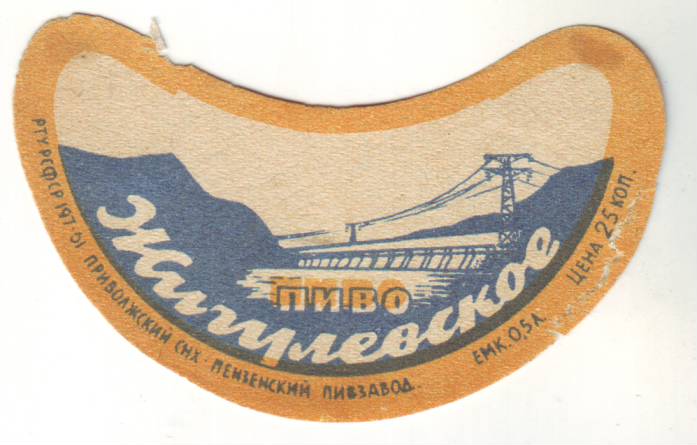 ПИВО
Жигулевское
РТУ РСФСР 197-61 ПРИВОЛЖСКИЙ СНХ. ПЕНЗЕНСКИЙ ПИВЗАВОД.
ЕМК. 0,5 Л. ЦЕНА 25 КОП.